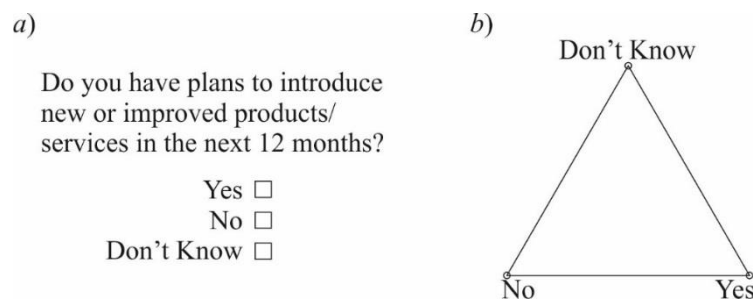 a)
Do you have plans to introduce
new or improved products/
services in the next 12 months?
Yes □
No □
Don't Know □
b)
Don't Know
No
Yes